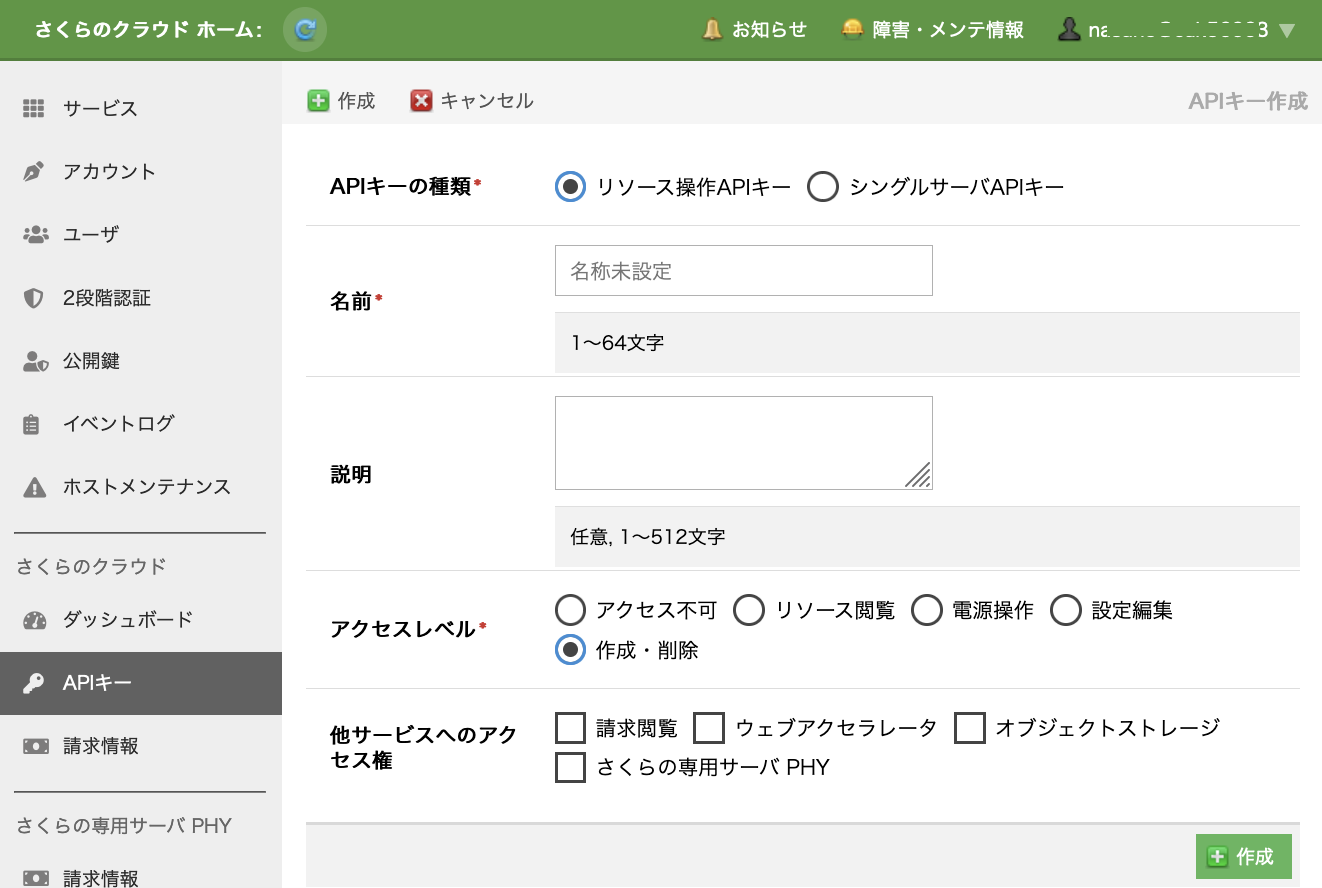 さくらのクラウド ホーム:
お知らせ
障害・メンテ情報
サービス
アカウント
ユーザ
2段階認証
公開鍵
イベントログ
ホストメンテナンス
さくらのクラウド
ダッシュボード
APIキー
請求情報
さくらの専用サーバ PHY
請求情報
作成 キャンセル
APIキー作成
APIキーの種類*
リソース操作APIキー シングルサーバAPIキー
名前*
名称未設定
1〜64文字
説明
任意, 1〜512文字
アクセスレベル*
アクセス不可 リソース閲覧 電源操作 設定編集
作成・削除
他サービスへのアク
セス権
請求閲覧 ウェブアクセラレータ オブジェクトストレージ
さくらの専用サーバ PHY
作成